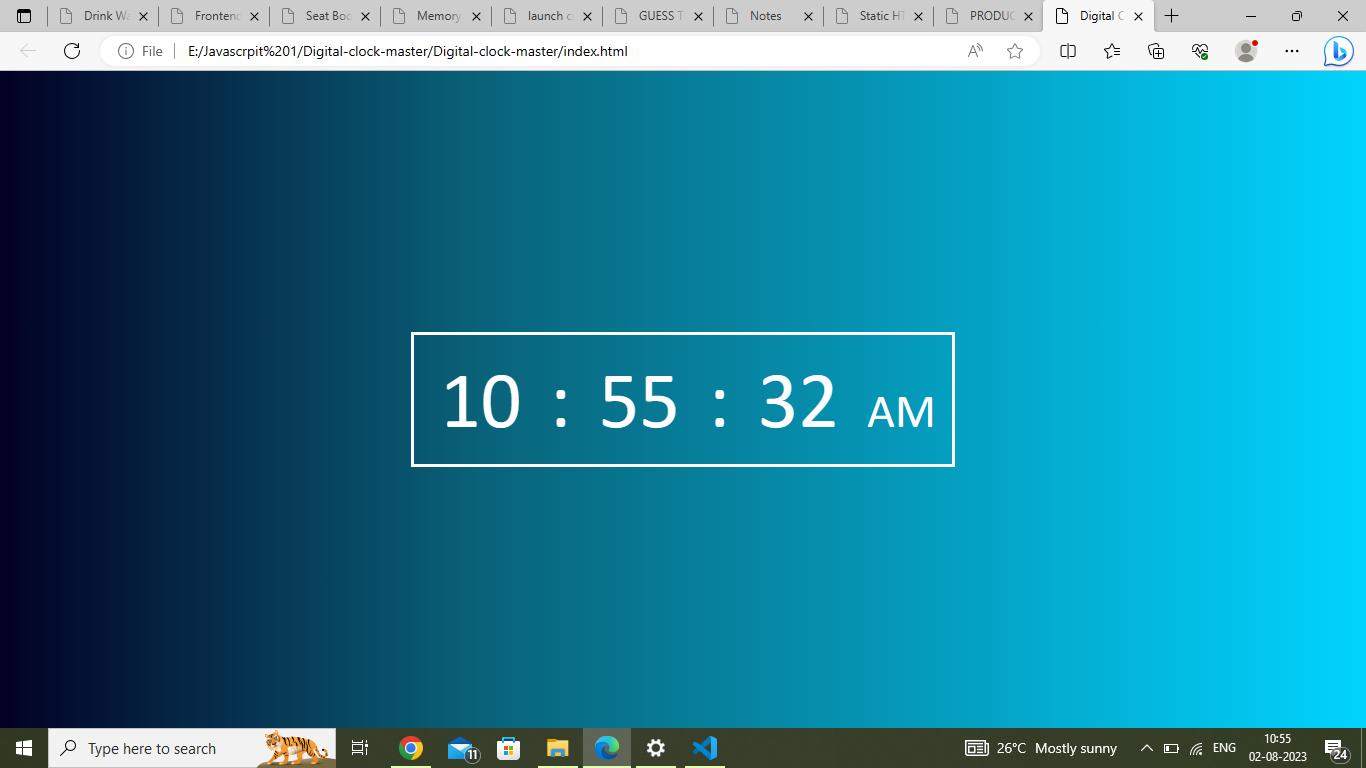 Drink Wa
Frontend
Seat Boo
Memory
launch c
GUESS T
Notes
Static HT
PRODUC
Digital C
File
E:/Javascrpit%201/Digital-clock-master/Digital-clock-master/index.html
10 : 55 : 32 AM
Type here to search
11
26°C Mostly sunny
ENG
10:55
02-08-2023
24